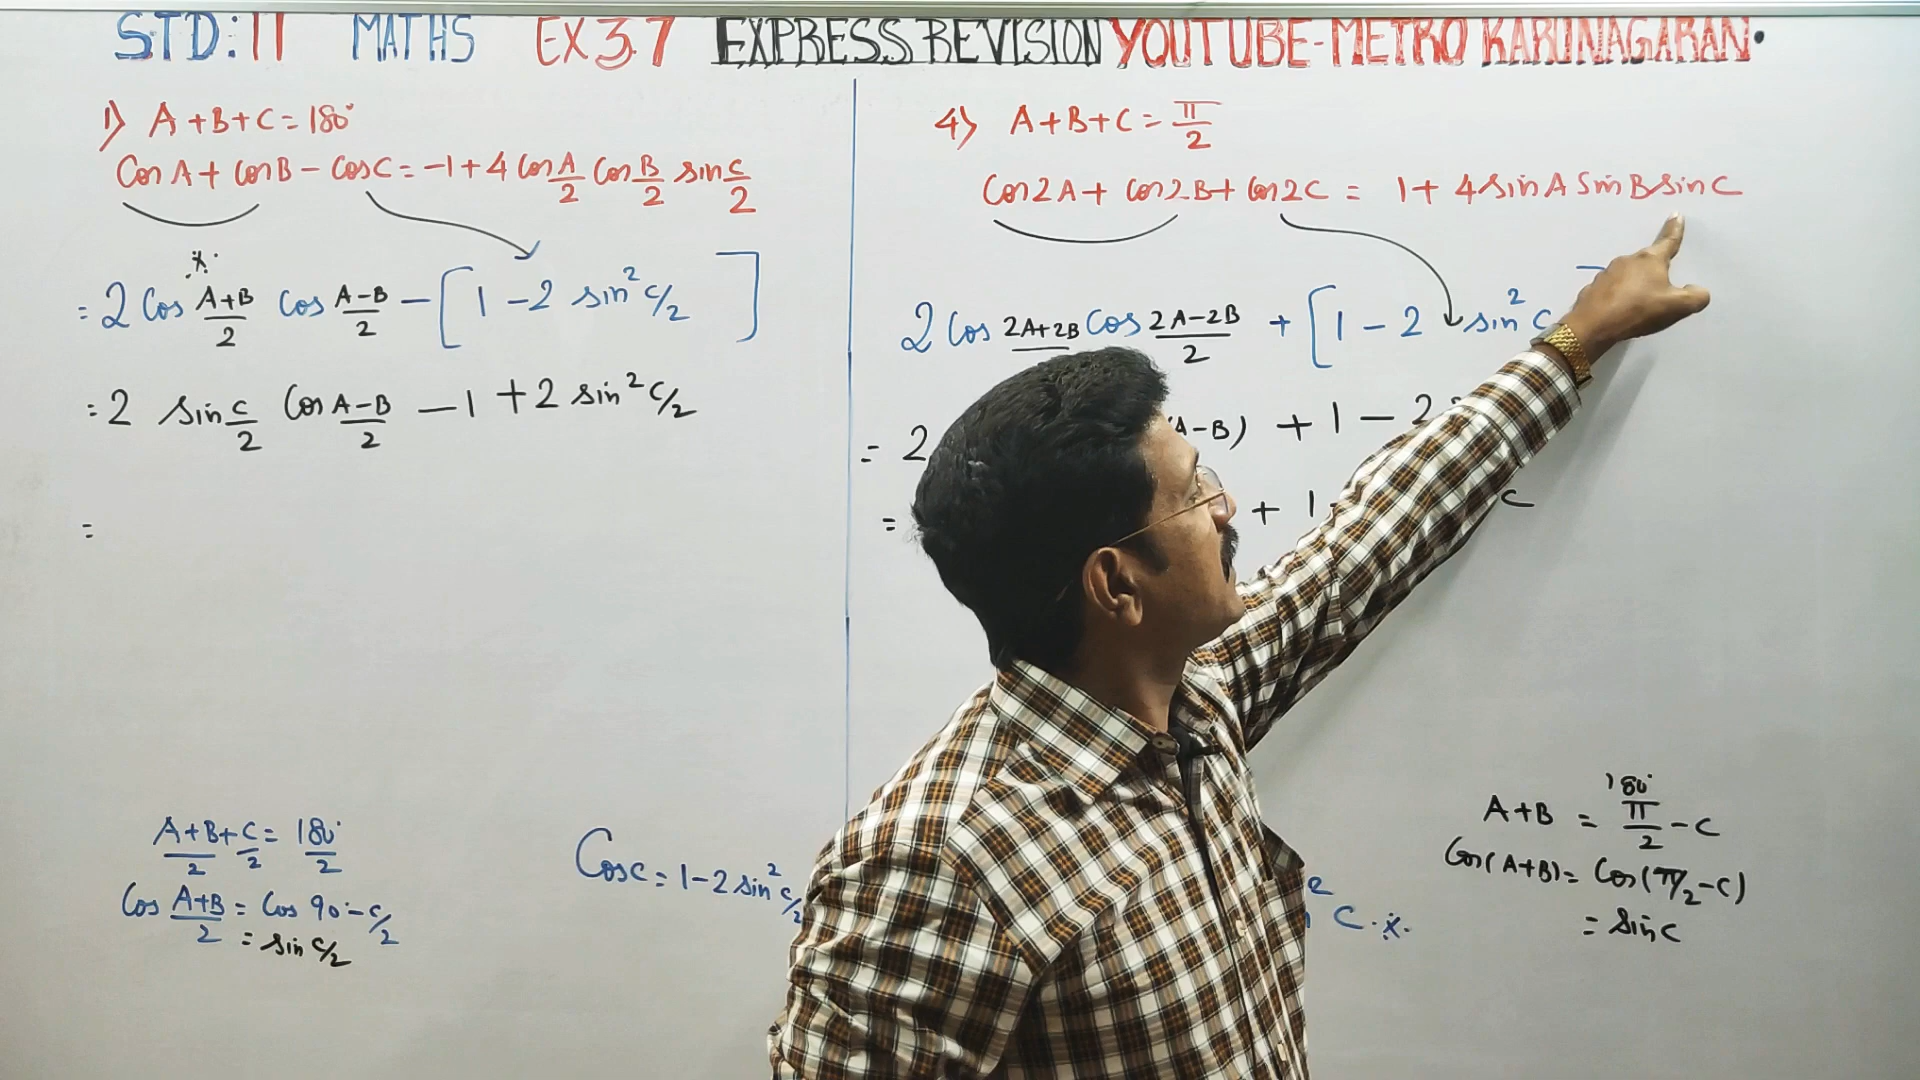 STD: 11 MATHS EX 3.7 EXPRESS REVISION YOUTUBE-METRO KARUNAGARAN.
1) A+B+C=180°
Cos A + cos B - cos C = -1+4 Cos A/2 Cos B/2 sin C/2
= 2 Cos A+B/2 cos A-B/2 - [1-2 sin² C/2]
= 2 sin C/2 Cos A-B/2 -1 + 2 sin² C/2
=
A+B/2 + C/2 = 180°/2
Cos A+B/2 = Cos 90°-C/2
= sin C/2
Cos C = 1-2 sin² C/2
4) A+B+C = π/2
Cos 2A + cos 2B + cos 2C = 1+ 4 sin A Sin B sin C
2 Cos 2A+2B Cos 2A-2B/2 + [1-2 sin² C
= 2 A-B) + 1 - 2
= + 1 C
C.
180°
A+B = π/2 - C
Cos(A+B) = Cos(π/2-C)
= sin C